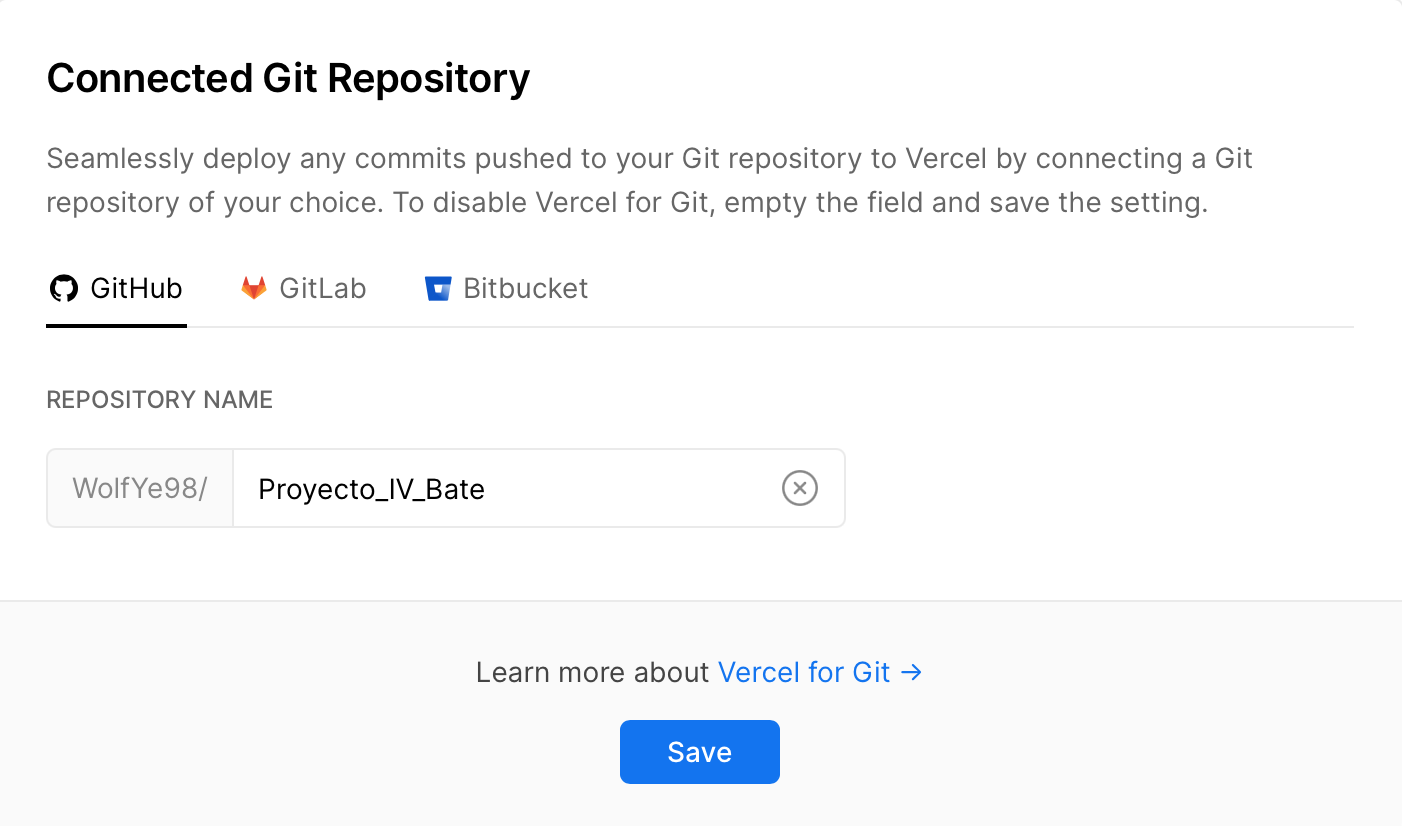 Connected Git Repository
Seamlessly deploy any commits pushed to your Git repository to Vercel by connecting a Git
repository of your choice. To disable Vercel for Git, empty the field and save the setting.
GitHub GitLab Bitbucket
REPOSITORY NAME
WolfYe98/ Proyecto_IV_Bate
Learn more about Vercel for Git →
Save